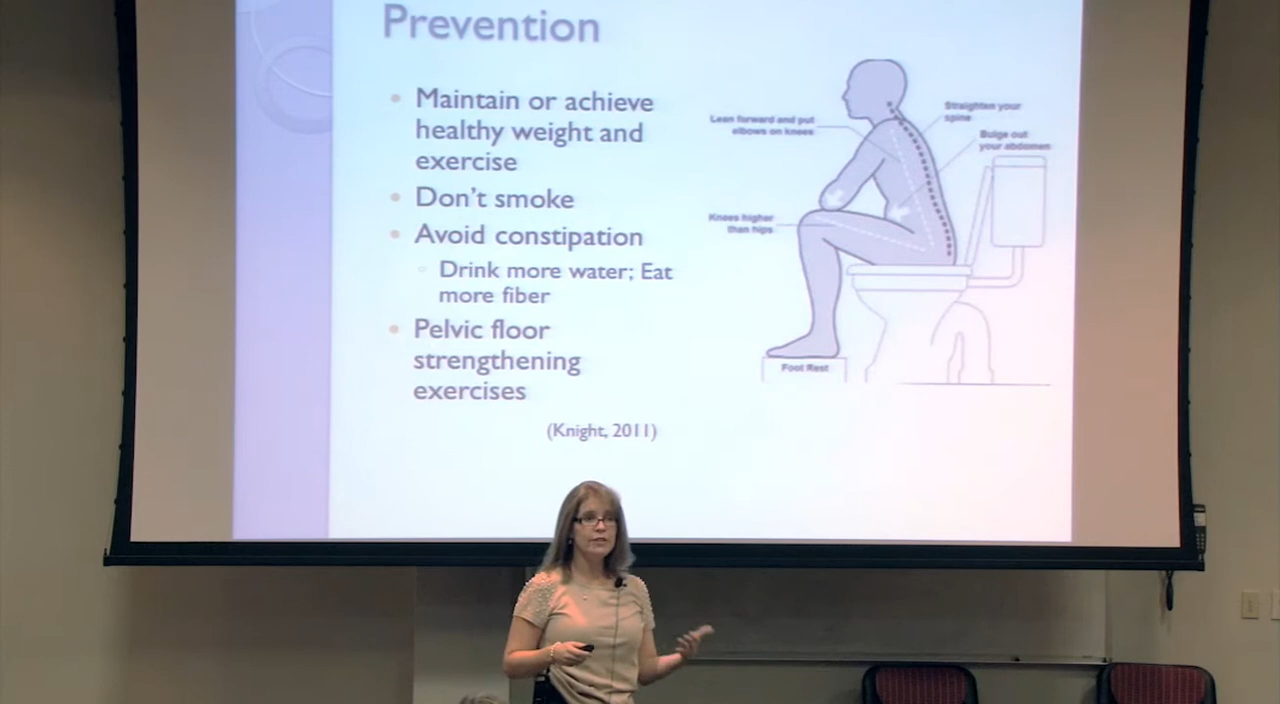 Prevention
Maintain or achieve
healthy weight and
exercise
Don't smoke
Avoid constipation
Drink more water; Eat
more fiber
Pelvic floor
strengthening
exercises
(Knight, 2011)
Lean forward and put
elbows on knees
Straighten your
spine
Bulge out
your abdomen
Knees higher
than hips
Foot Rest